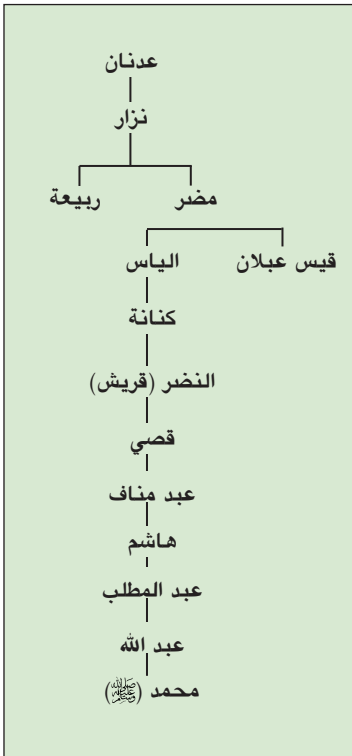 عدنان
نزار
مضر ربيعة
قيس عبلان الياس
كنانة
النضر (قريش)
قصي
عبد مناف
هاشم
عبد المطلب
عبد الله
محمد (ﷺ)